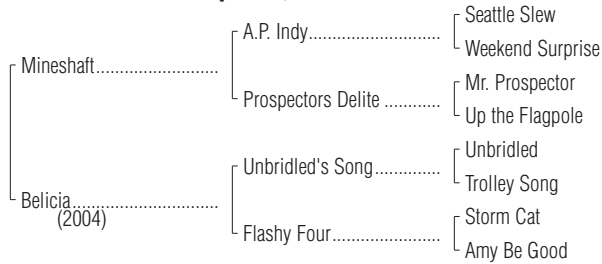 Seattle Slew
A.P. Indy
Weekend Surprise
Mineshaft
Mr. Prospector
Prospectors Delite
Up the Flagpole
Unbridled
Unbridled's Song
Trolley Song
Belicia
(2004)
Storm Cat
Flashy Four
Amy Be Good